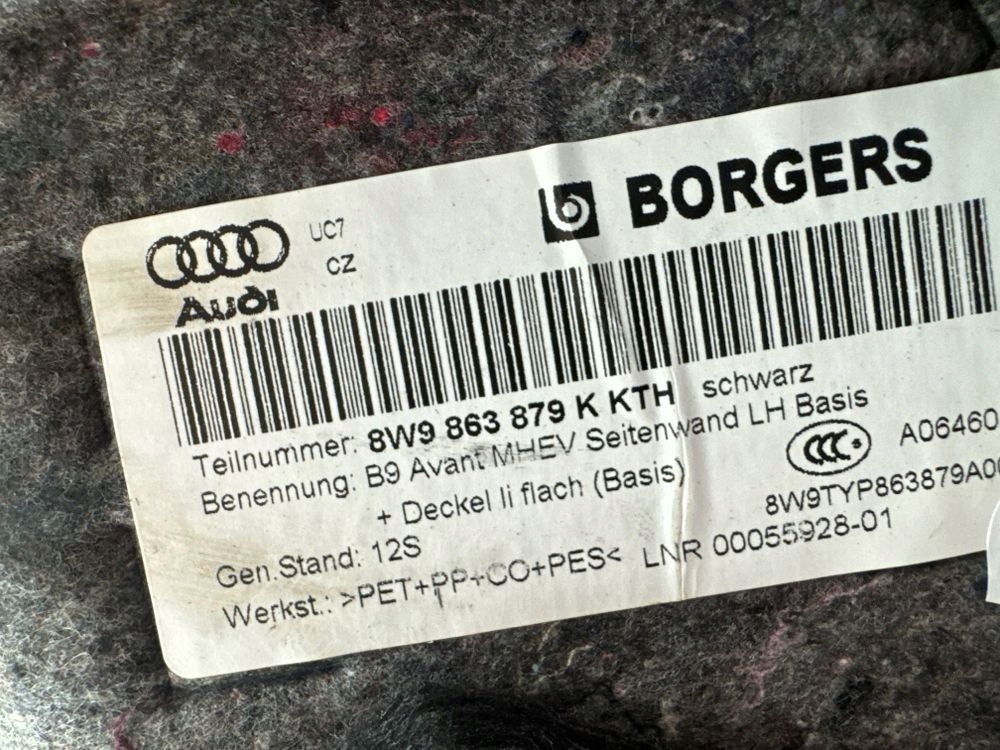 UC7
CZ
Audi
BORGERS
Teilnummer: 8W9 863 879 K KTH schwarz
Benennung: B9 Avant MHEV Seitenwand LH Basis
+ Deckel li flach (Basis)
CCC S A06460
Gen.Stand: 12S
8W9TYP863879A0
Werkst.: >PET+PP+CO+PES< LNR 00055928-01